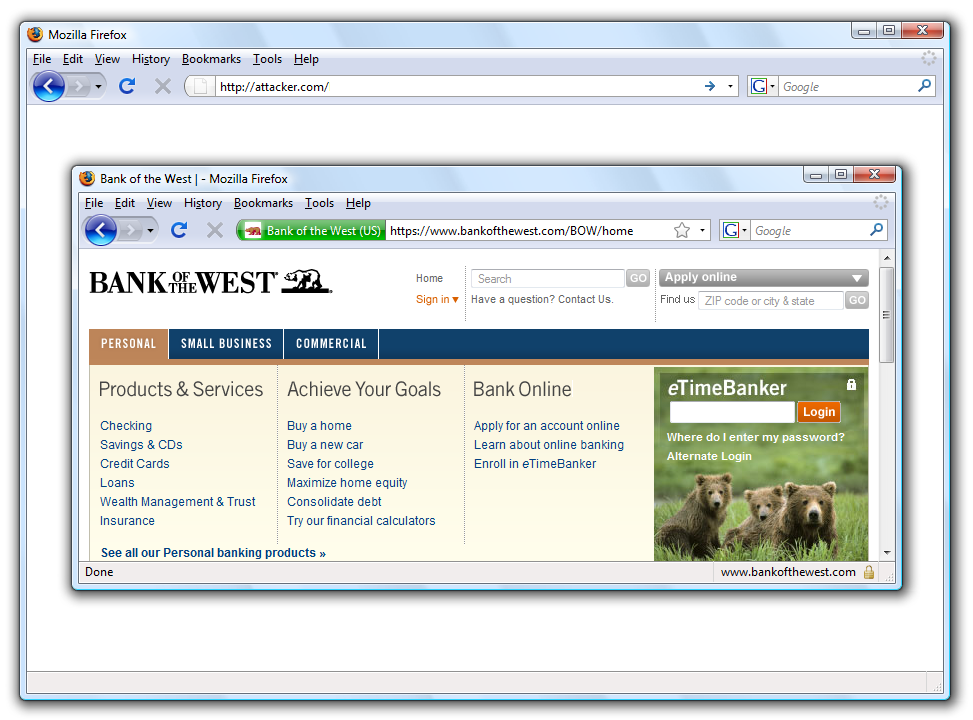 Mozilla Firefox
File Edit View History Bookmarks Tools Help
http://attacker.com/ G Google
Bank of the West | - Mozilla Firefox
File Edit View History Bookmarks Tools Help
Bank of the West (US) https://www.bankofthewest.com/BOW/home G Google
BANK OF THE WEST
Home Search GO Apply online
Sign in Have a question? Contact Us. Find us ZIP code or city & state GO
PERSONAL SMALL BUSINESS COMMERCIAL
Products & Services Achieve Your Goals Bank Online eTimeBanker
Login
Checking Buy a home Apply for an account online Where do I enter my password?
Savings & CDs Buy a new car Learn about online banking Alternate Login
Credit Cards Save for college Enroll in eTimeBanker
Loans Maximize home equity
Wealth Management & Trust Consolidate debt
Insurance Try our financial calculators
See all our Personal banking products »
Done www.bankofthewest.com